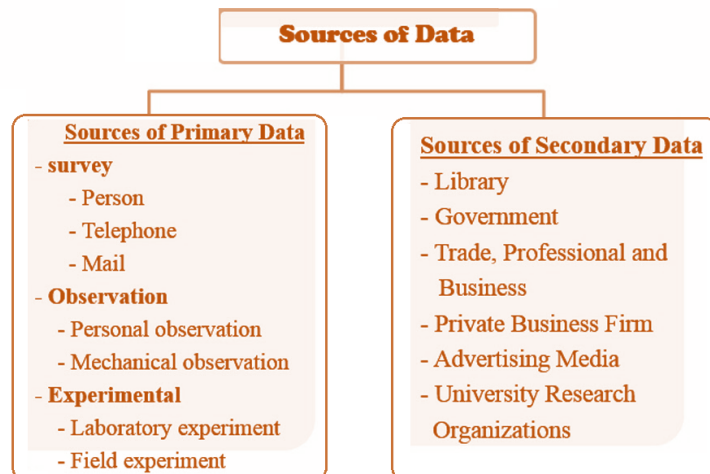 Sources of Data
Sources of Primary Data
- survey
- Person
- Telephone
- Mail
- Observation
- Personal observation
- Mechanical observation
- Experimental
- Laboratory experiment
- Field experiment
Sources of Secondary Data
- Library
- Government
- Trade, Professional and
Business
- Private Business Firm
- Advertising Media
- University Research
Organizations